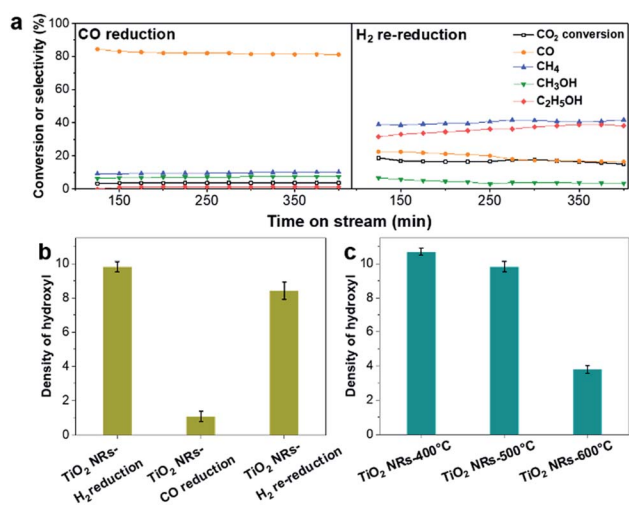 a
CO reduction
H2 re-reduction
CO2 conversion
CO
CH4
CH3OH
C2H5OH
Conversion or selectivity (%)
100
80
60
40
20
0
150
250
350
150
250
350
Time on stream (min)
b
Density of hydroxyl
10
8
6
4
2
0
TiO2 NRs-
H2 reduction
TiO2 NRs-
CO reduction
TiO2 NRs-
H2 re-reduction
c
Density of hydroxyl
10
8
6
4
2
0
TiO2 NRs-400°C
TiO2 NRs-500°C
TiO2 NRs-600°C